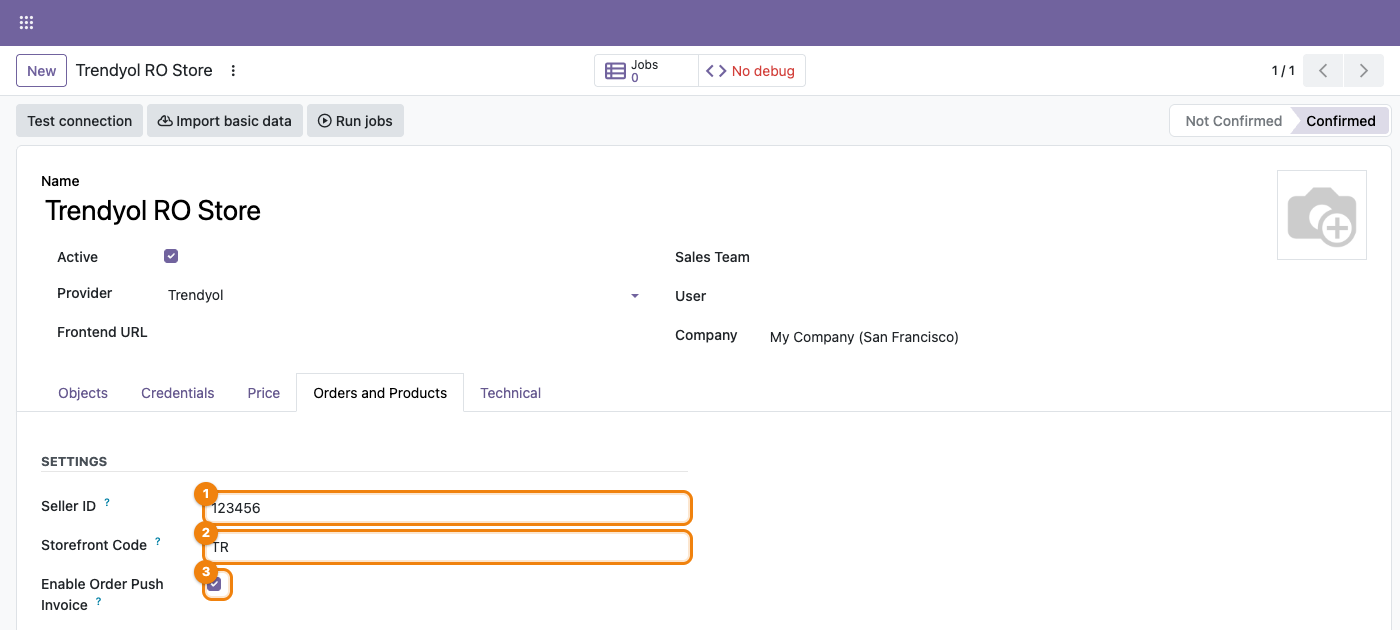 New Trendyol RO Store
Jobs
0
No debug
1 / 1
Test connection Import basic data Run jobs
Not Confirmed Confirmed
Name
Trendyol RO Store
Active
Sales Team
Provider Trendyol
User
Frontend URL
Company My Company (San Francisco)
Objects Credentials Price Orders and Products Technical
SETTINGS
1
Seller ID ? 123456
2
Storefront Code ? TR
3
Enable Order Push
Invoice ?